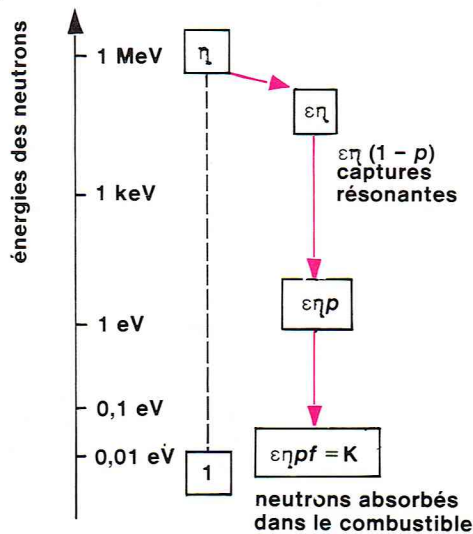 énergies des neutrons
1 MeV
1 keV
1 eV
0,1 eV
0,01 eV
η
1
εη
εη (1 – p)
captures
résonantes
εηp
εηpf = K
neutrons absorbés
dans le combustible